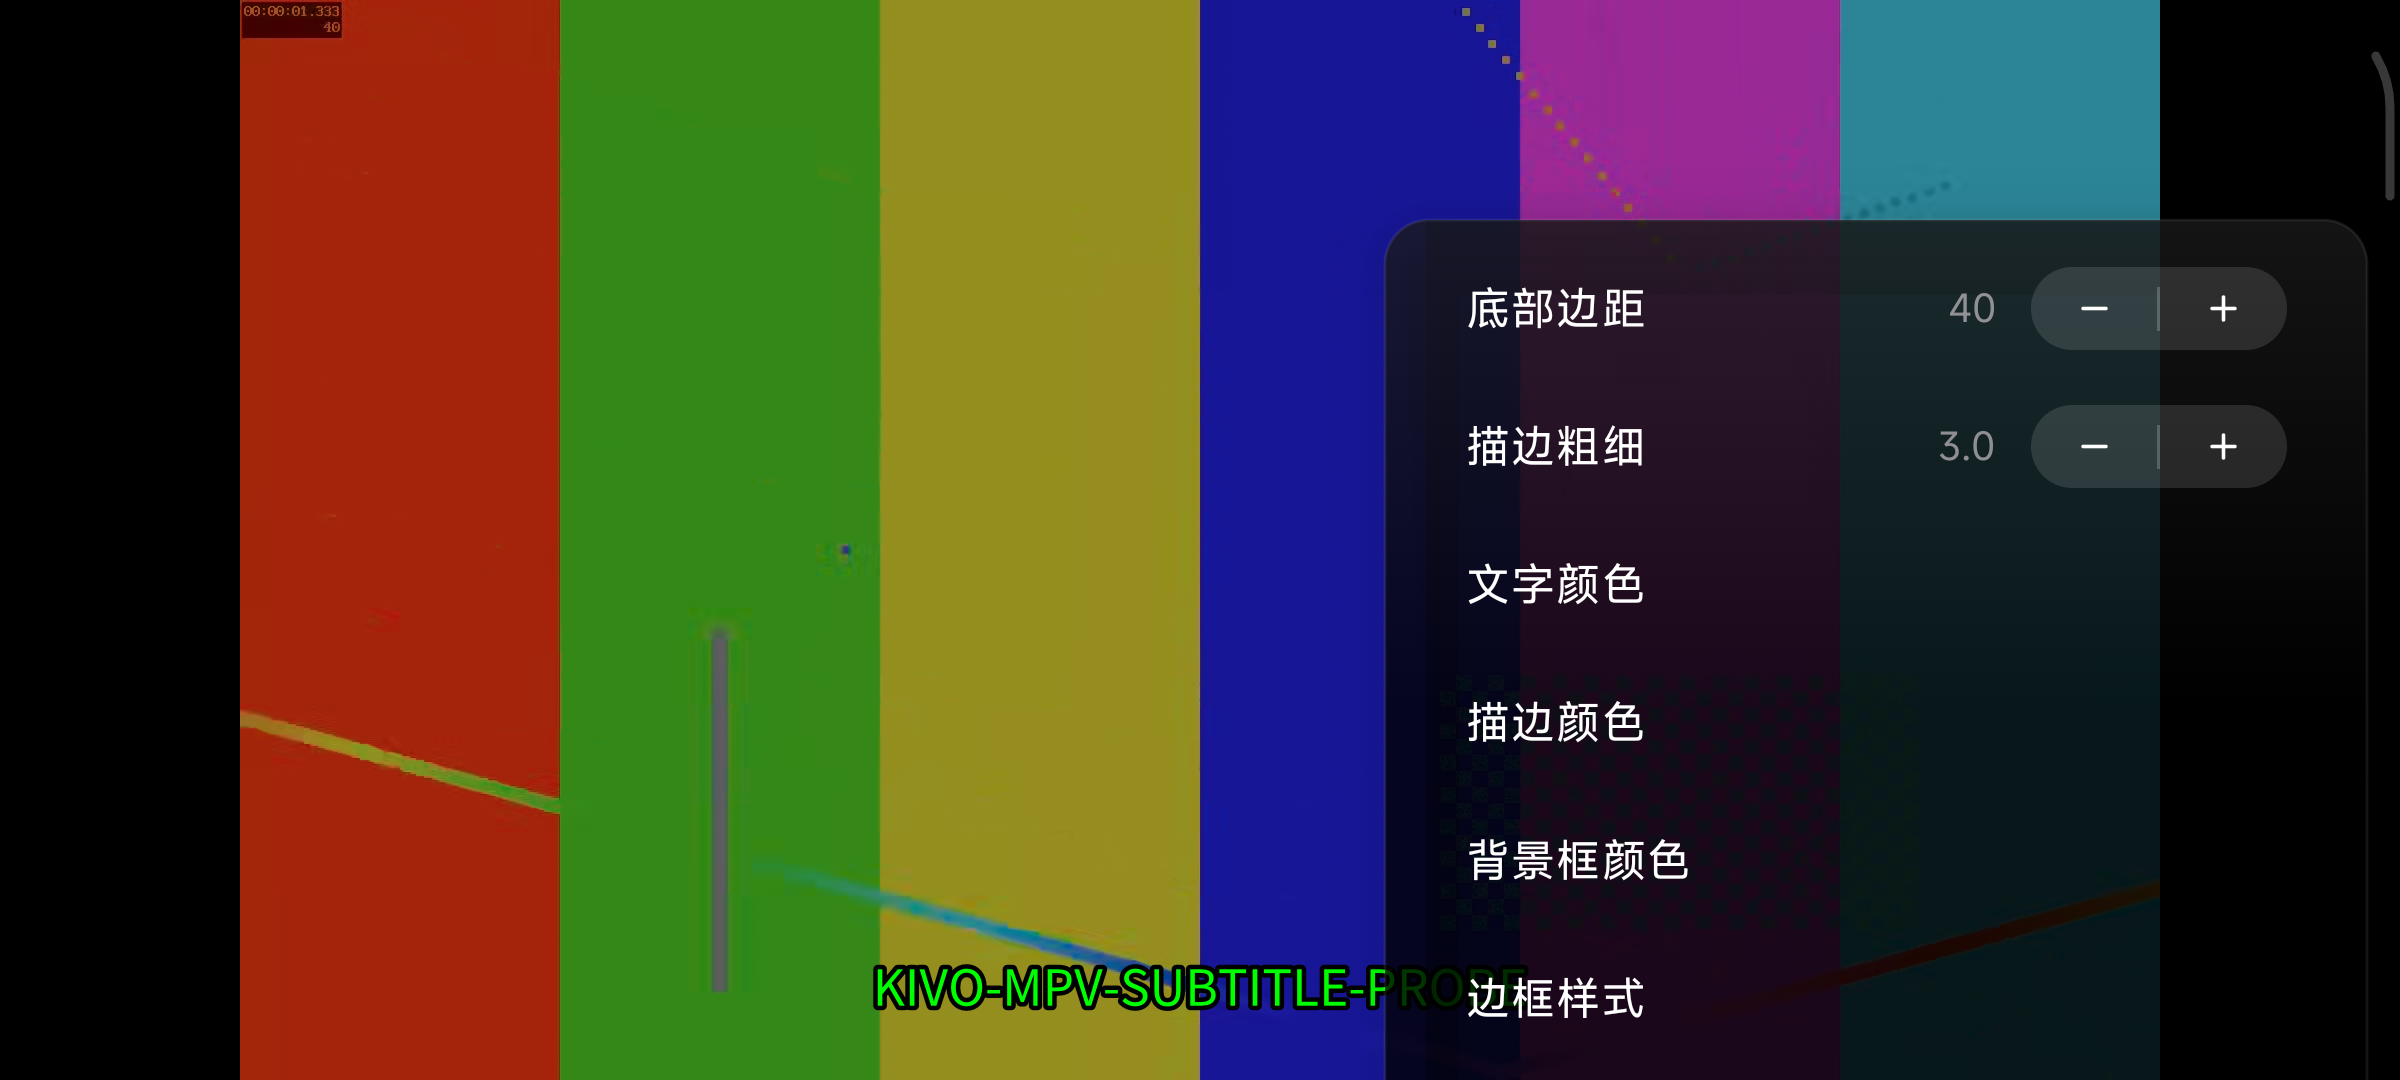 00:00:01.333
40
底部边距 40 − +
描边粗细 3.0 − +
文字颜色
描边颜色
背景框颜色
KIVO-MPV-SUBTITLE-PROBE
边框样式